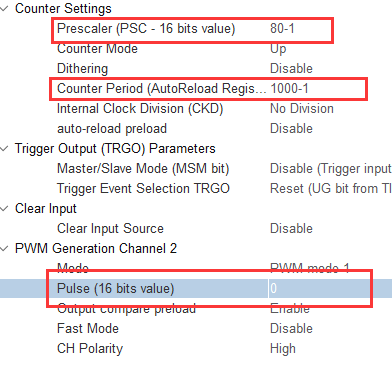 Counter Settings
Prescaler (PSC - 16 bits value) 80-1
Counter Mode Up
Dithering Disable
Counter Period (AutoReload Regis... 1000-1
Internal Clock Division (CKD) No Division
auto-reload preload Disable
Trigger Output (TRGO) Parameters
Master/Slave Mode (MSM bit) Disable (Trigger input
Trigger Event Selection TRGO Reset (UG bit from TI
Clear Input
Clear Input Source Disable
PWM Generation Channel 2
Mode PWM mode 1
Pulse (16 bits value) 0
Output compare preload Enable
Fast Mode Disable
CH Polarity High